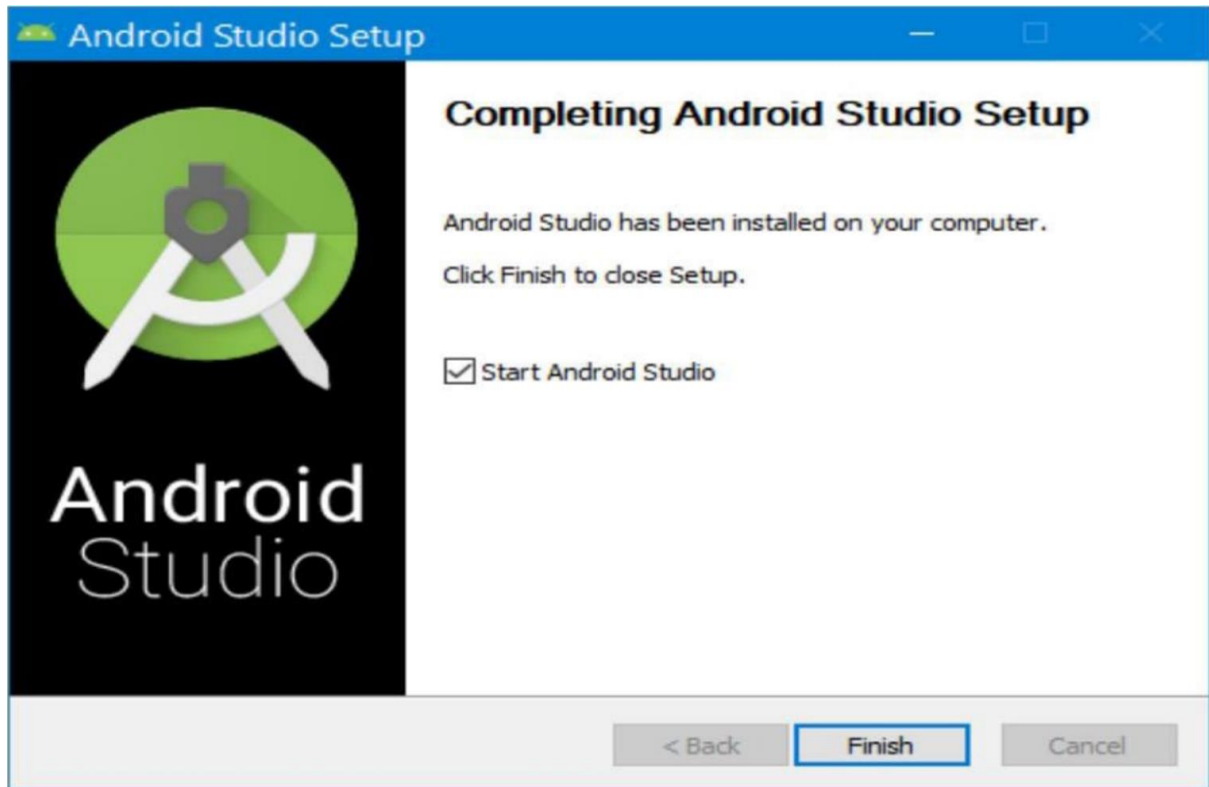 Android Studio Setup
Completing Android Studio Setup
Android Studio has been installed on your computer.
Click Finish to close Setup.
Start Android Studio
Android
Studio
< Back
Finish
Cancel